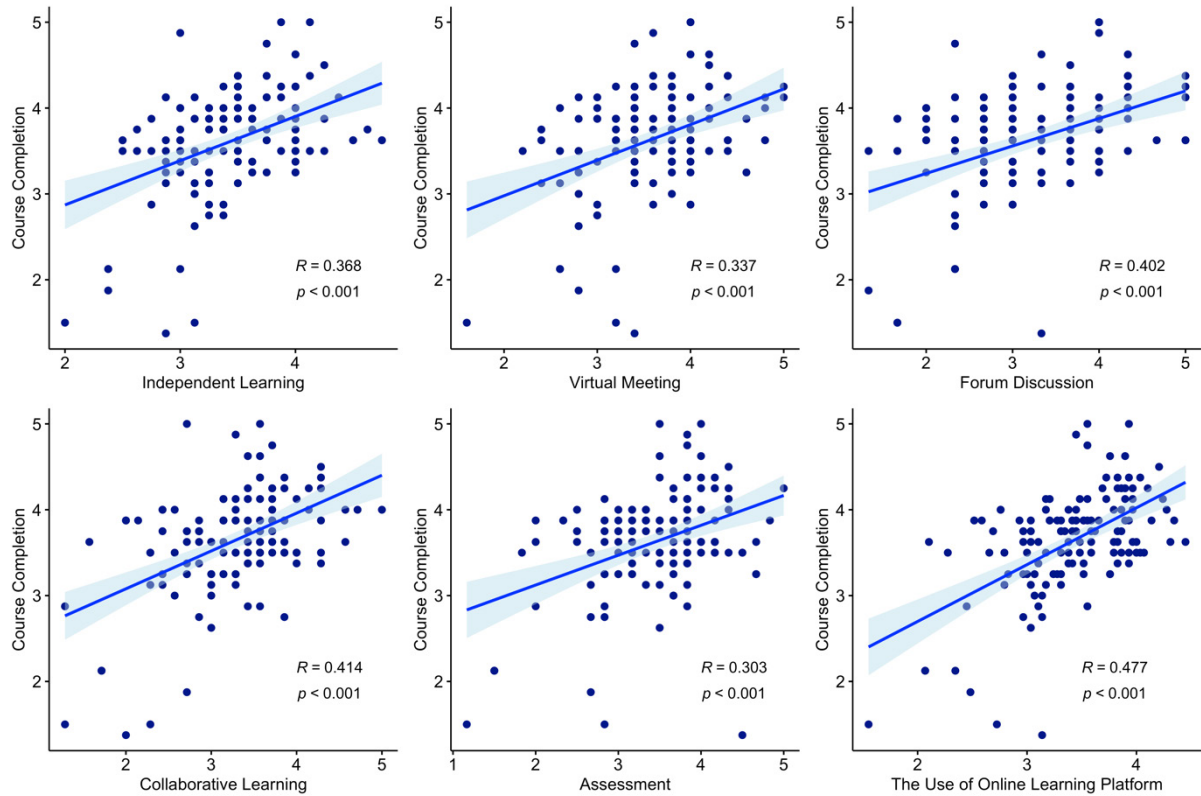 5
4
3
2
Course Completion
R = 0.368
p < 0.001
2 3 4
Independent Learning
5
4
3
2
Course Completion
R = 0.337
p < 0.001
2 3 4 5
Virtual Meeting
5
4
3
2
Course Completion
R = 0.402
p < 0.001
2 3 4 5
Forum Discussion
5
4
3
2
Course Completion
R = 0.414
p < 0.001
2 3 4 5
Collaborative Learning
5
4
3
2
Course Completion
R = 0.303
p < 0.001
1 2 3 4 5
Assessment
5
4
3
2
Course Completion
R = 0.477
p < 0.001
2 3 4
The Use of Online Learning Platform